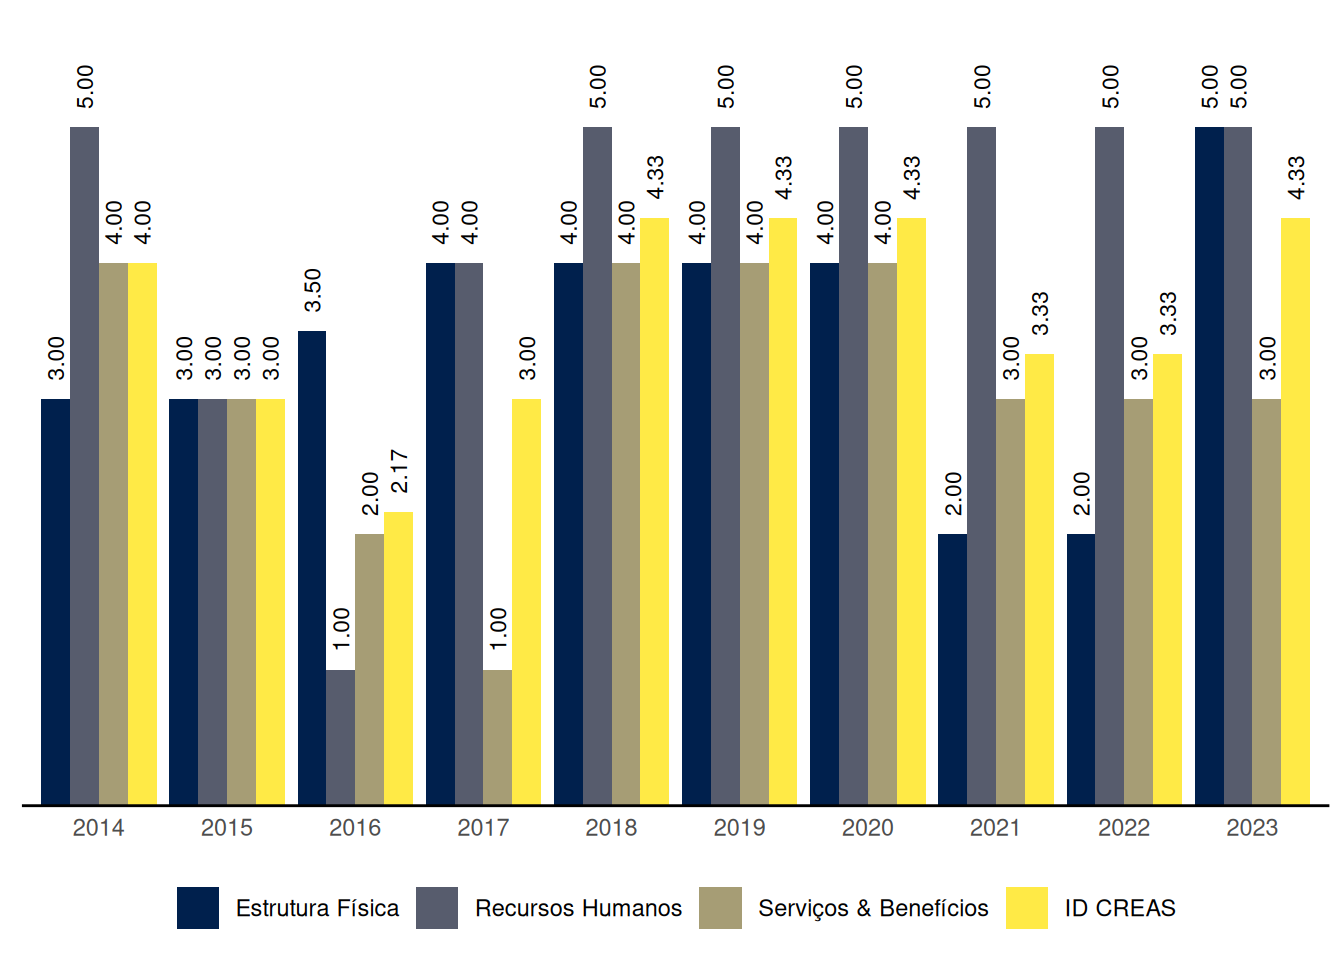 3.00 5.00 4.00 4.00
3.00 3.00 3.00 3.00
3.50 1.00 2.00 2.17
4.00 4.00 1.00 3.00
4.00 5.00 4.00 4.33
4.00 5.00 4.00 4.33
4.00 5.00 4.00 4.33
2.00 5.00 3.00 3.33
2.00 5.00 3.00 3.33
5.00 5.00 3.00 4.33
2014 2015 2016 2017 2018 2019 2020 2021 2022 2023
Estrutura Física Recursos Humanos Serviços & Benefícios ID CREAS